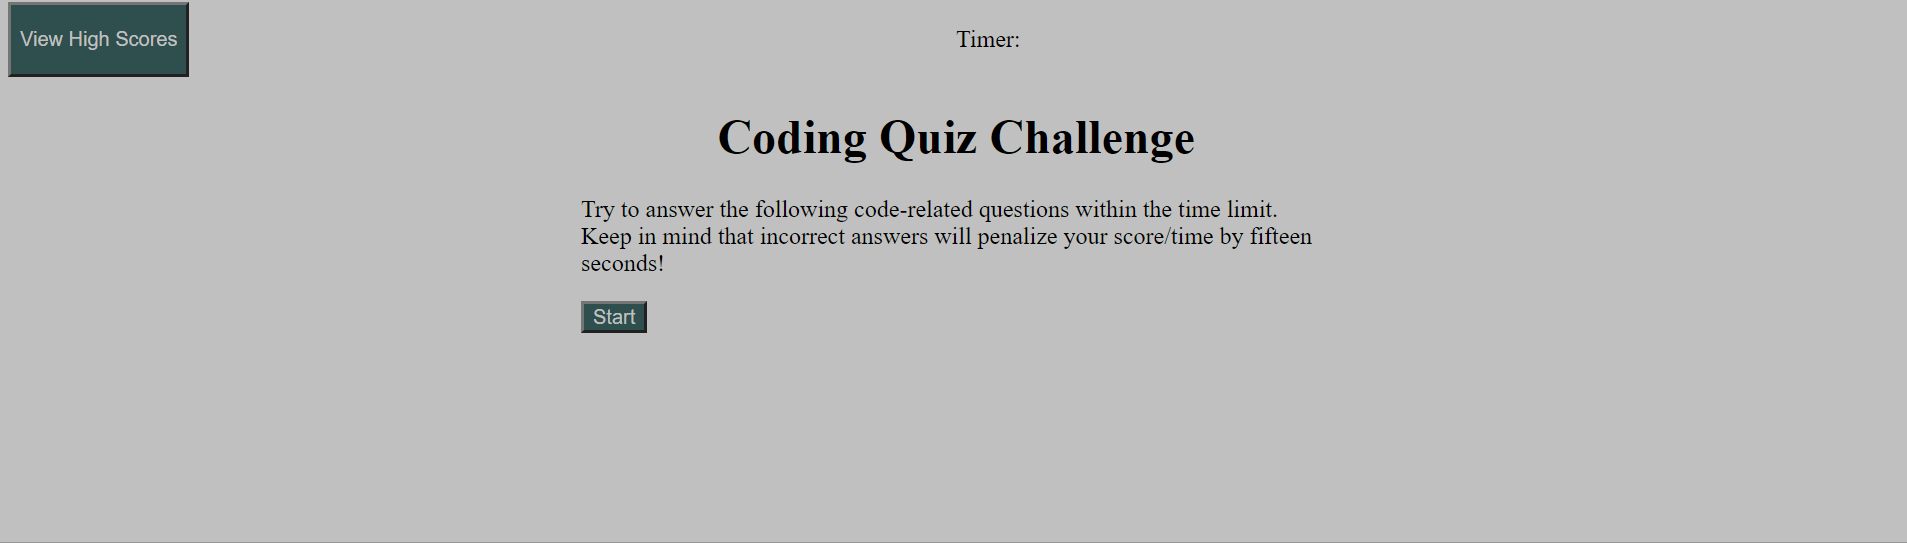 View High Scores
Timer:
Coding Quiz Challenge
Try to answer the following code-related questions within the time limit.
Keep in mind that incorrect answers will penalize your score/time by fifteen
seconds!
Start